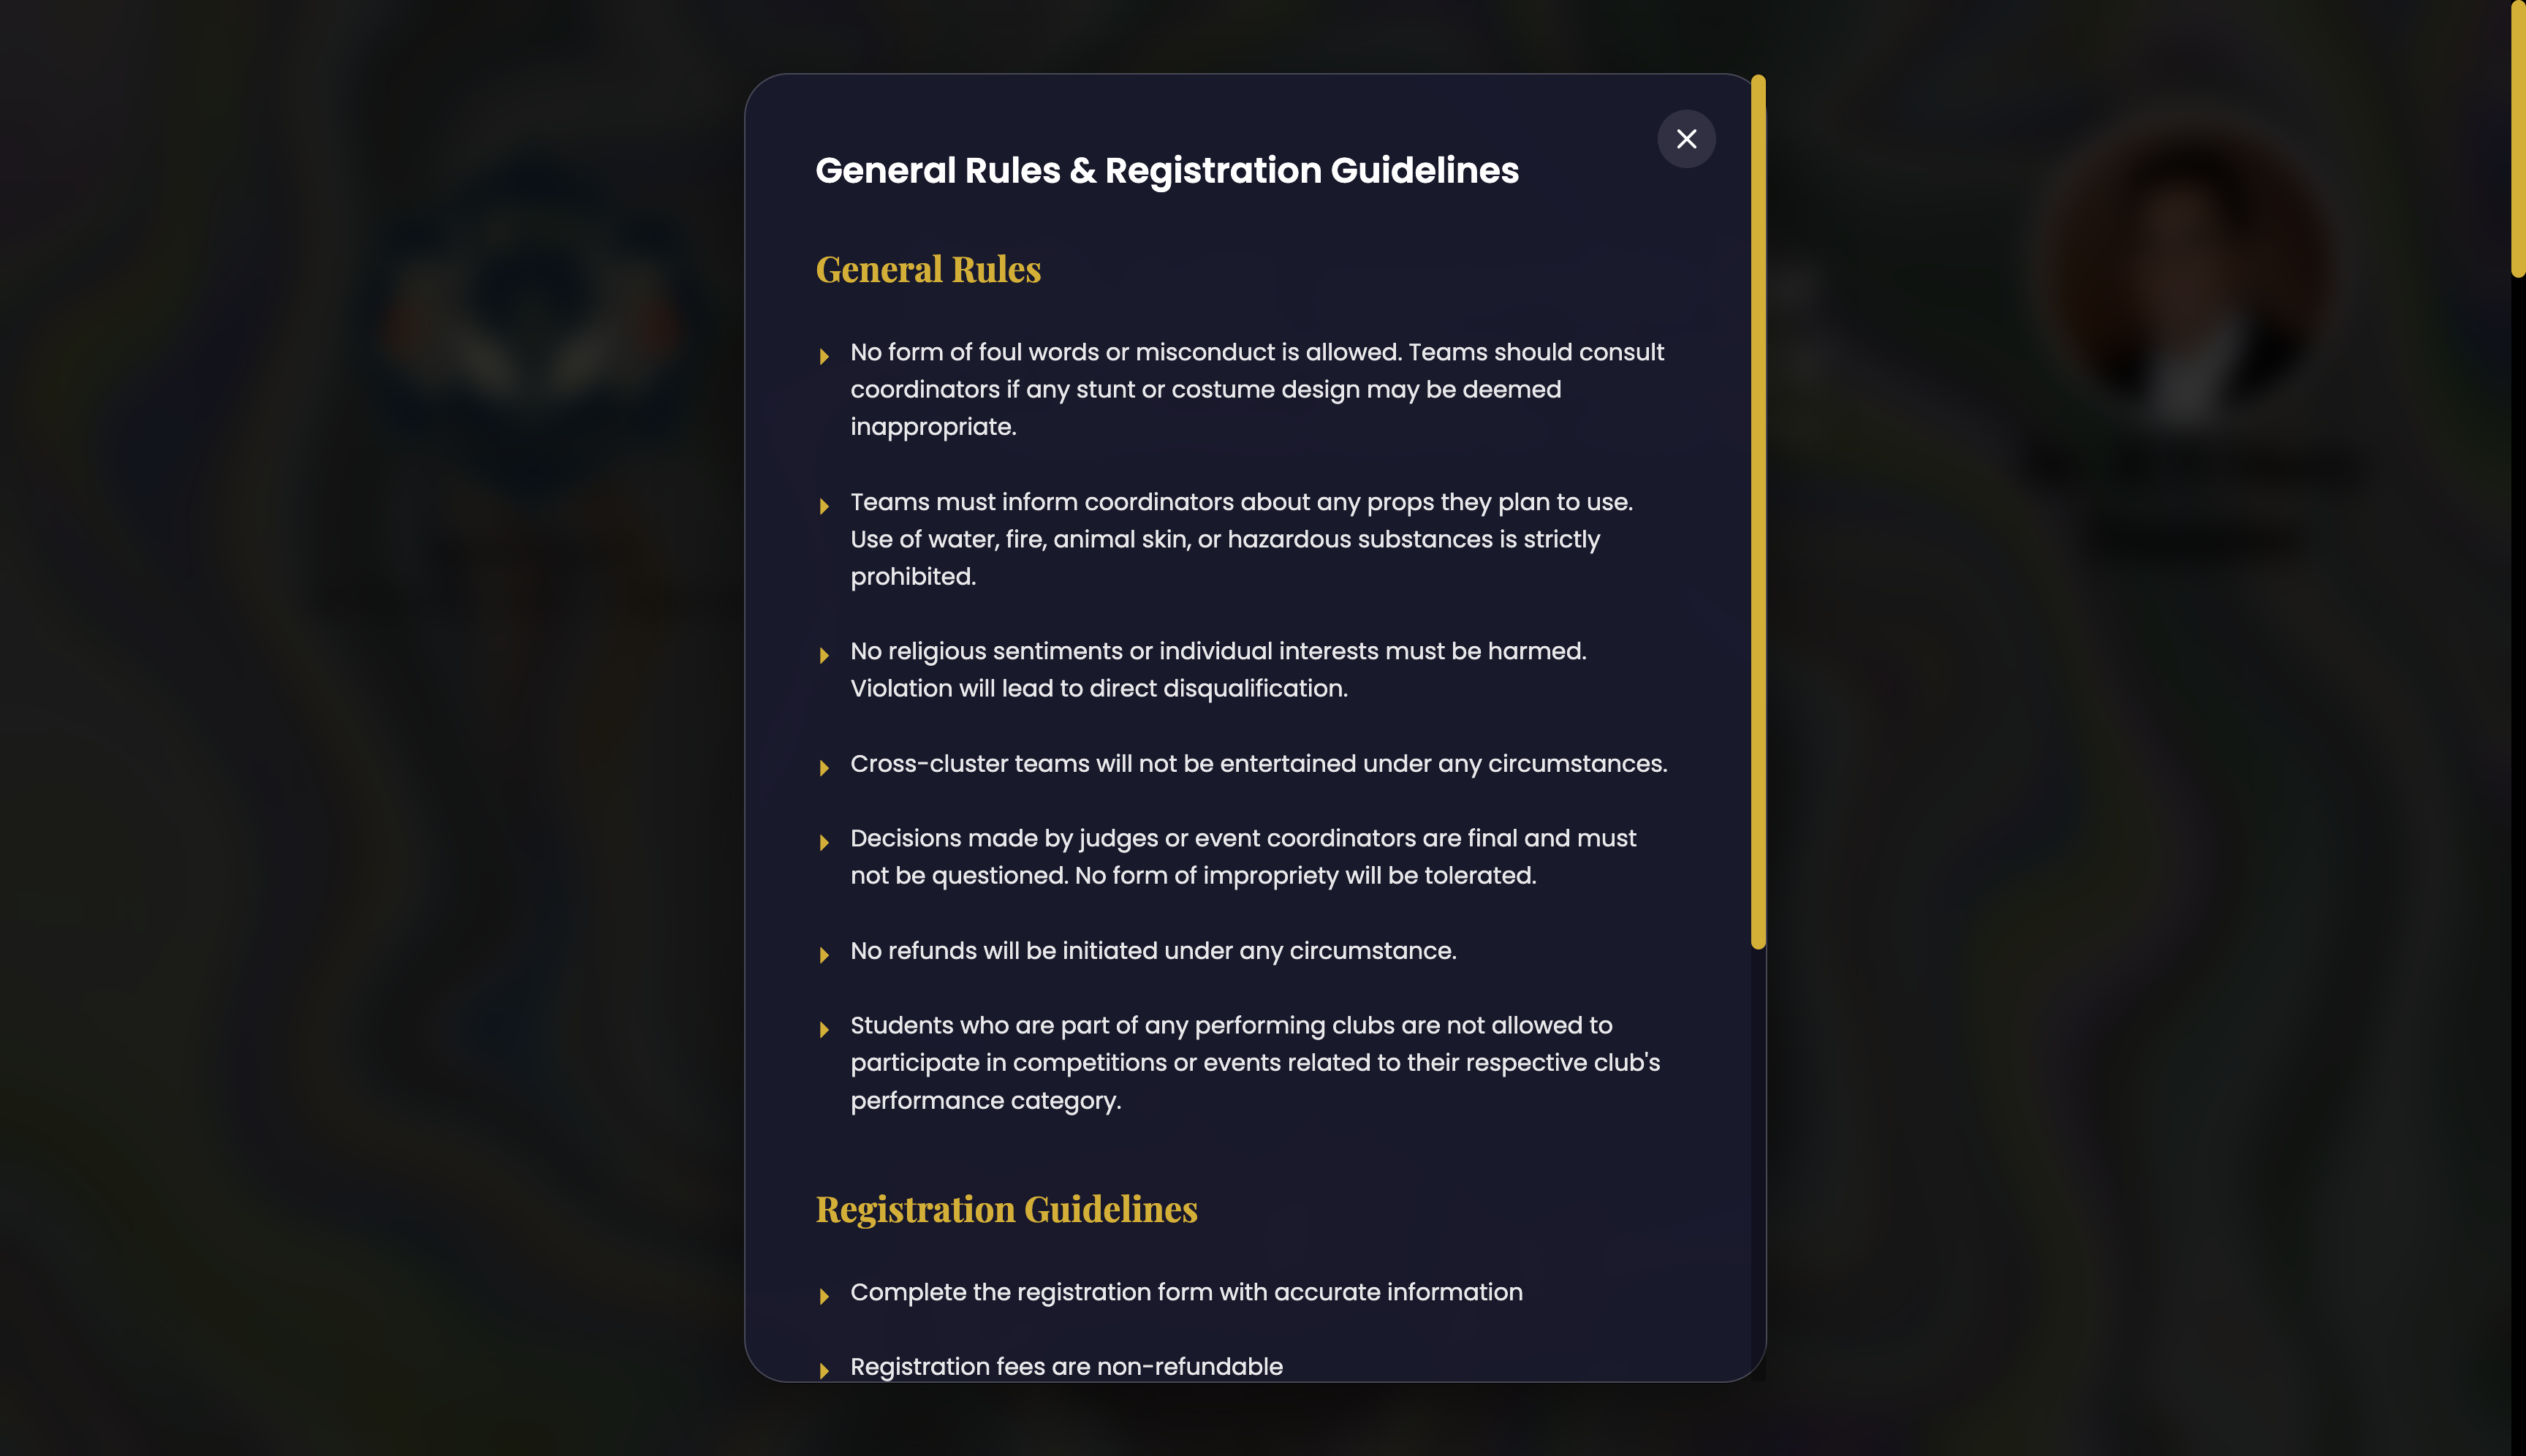 General Rules & Registration Guidelines
General Rules
No form of foul words or misconduct is allowed. Teams should consult
coordinators if any stunt or costume design may be deemed
inappropriate.
Teams must inform coordinators about any props they plan to use.
Use of water, fire, animal skin, or hazardous substances is strictly
prohibited.
No religious sentiments or individual interests must be harmed.
Violation will lead to direct disqualification.
Cross-cluster teams will not be entertained under any circumstances.
Decisions made by judges or event coordinators are final and must
not be questioned. No form of impropriety will be tolerated.
No refunds will be initiated under any circumstance.
Students who are part of any performing clubs are not allowed to
participate in competitions or events related to their respective club's
performance category.
Registration Guidelines
Complete the registration form with accurate information
Registration fees are non-refundable